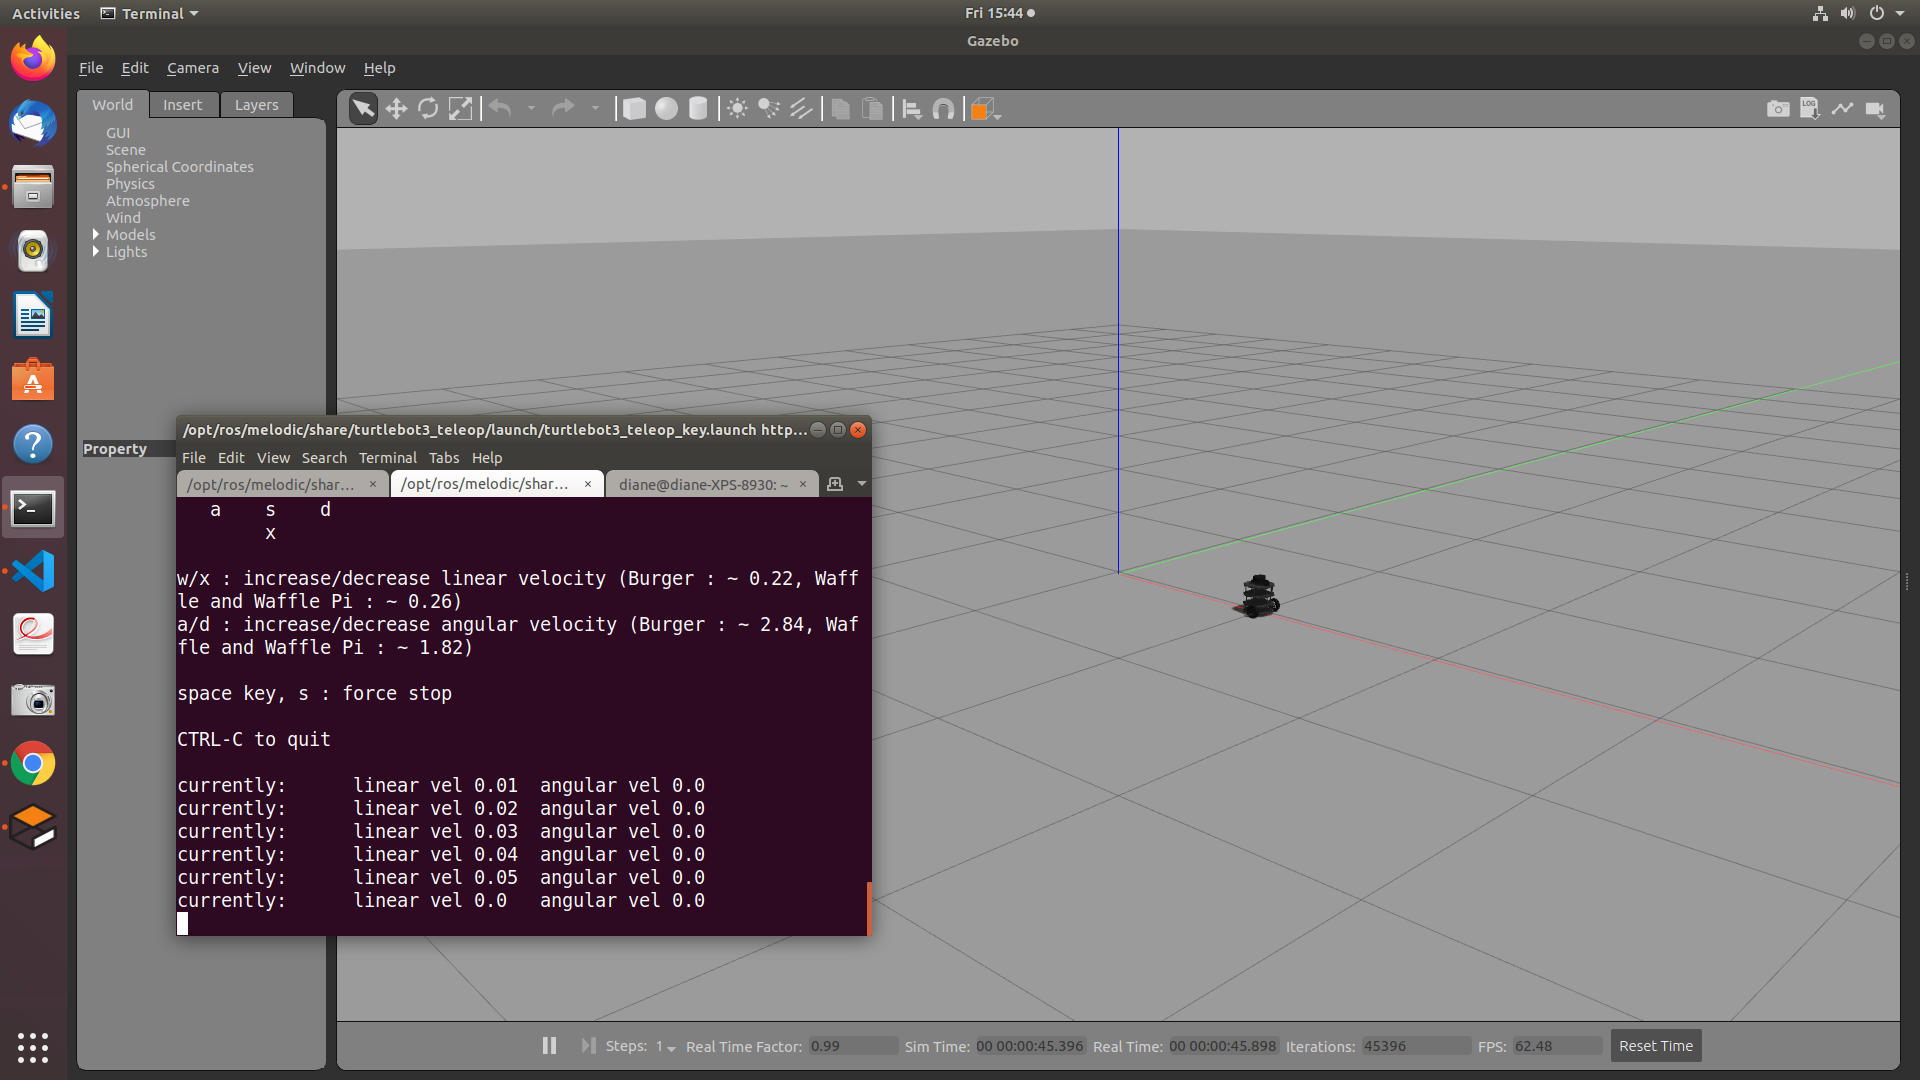 Activities
Terminal
Fri 15:44
Gazebo
File Edit Camera View Window Help
World Insert Layers
GUI
Scene
Spherical Coordinates
Physics
Atmosphere
Wind
Models
Lights
LOG
Property
/opt/ros/melodic/share/turtlebot3_teleop/launch/turtlebot3_teleop_key.launch http...
File Edit View Search Terminal Tabs Help
/opt/ros/melodic/shar... × /opt/ros/melodic/shar... × diane@diane-XPS-8930: ~ ×
a s d
x
w/x : increase/decrease linear velocity (Burger : ~ 0.22, Waff
le and Waffle Pi : ~ 0.26)
a/d : increase/decrease angular velocity (Burger : ~ 2.84, Waf
fle and Waffle Pi : ~ 1.82)
space key, s : force stop
CTRL-C to quit
currently: linear vel 0.01 angular vel 0.0
currently: linear vel 0.02 angular vel 0.0
currently: linear vel 0.03 angular vel 0.0
currently: linear vel 0.04 angular vel 0.0
currently: linear vel 0.05 angular vel 0.0
currently: linear vel 0.0 angular vel 0.0
Steps: 1 Real Time Factor: 0.99 Sim Time: 00 00:00:45.396 Real Time: 00 00:00:45.898 Iterations: 45396 FPS: 62.48 Reset Time